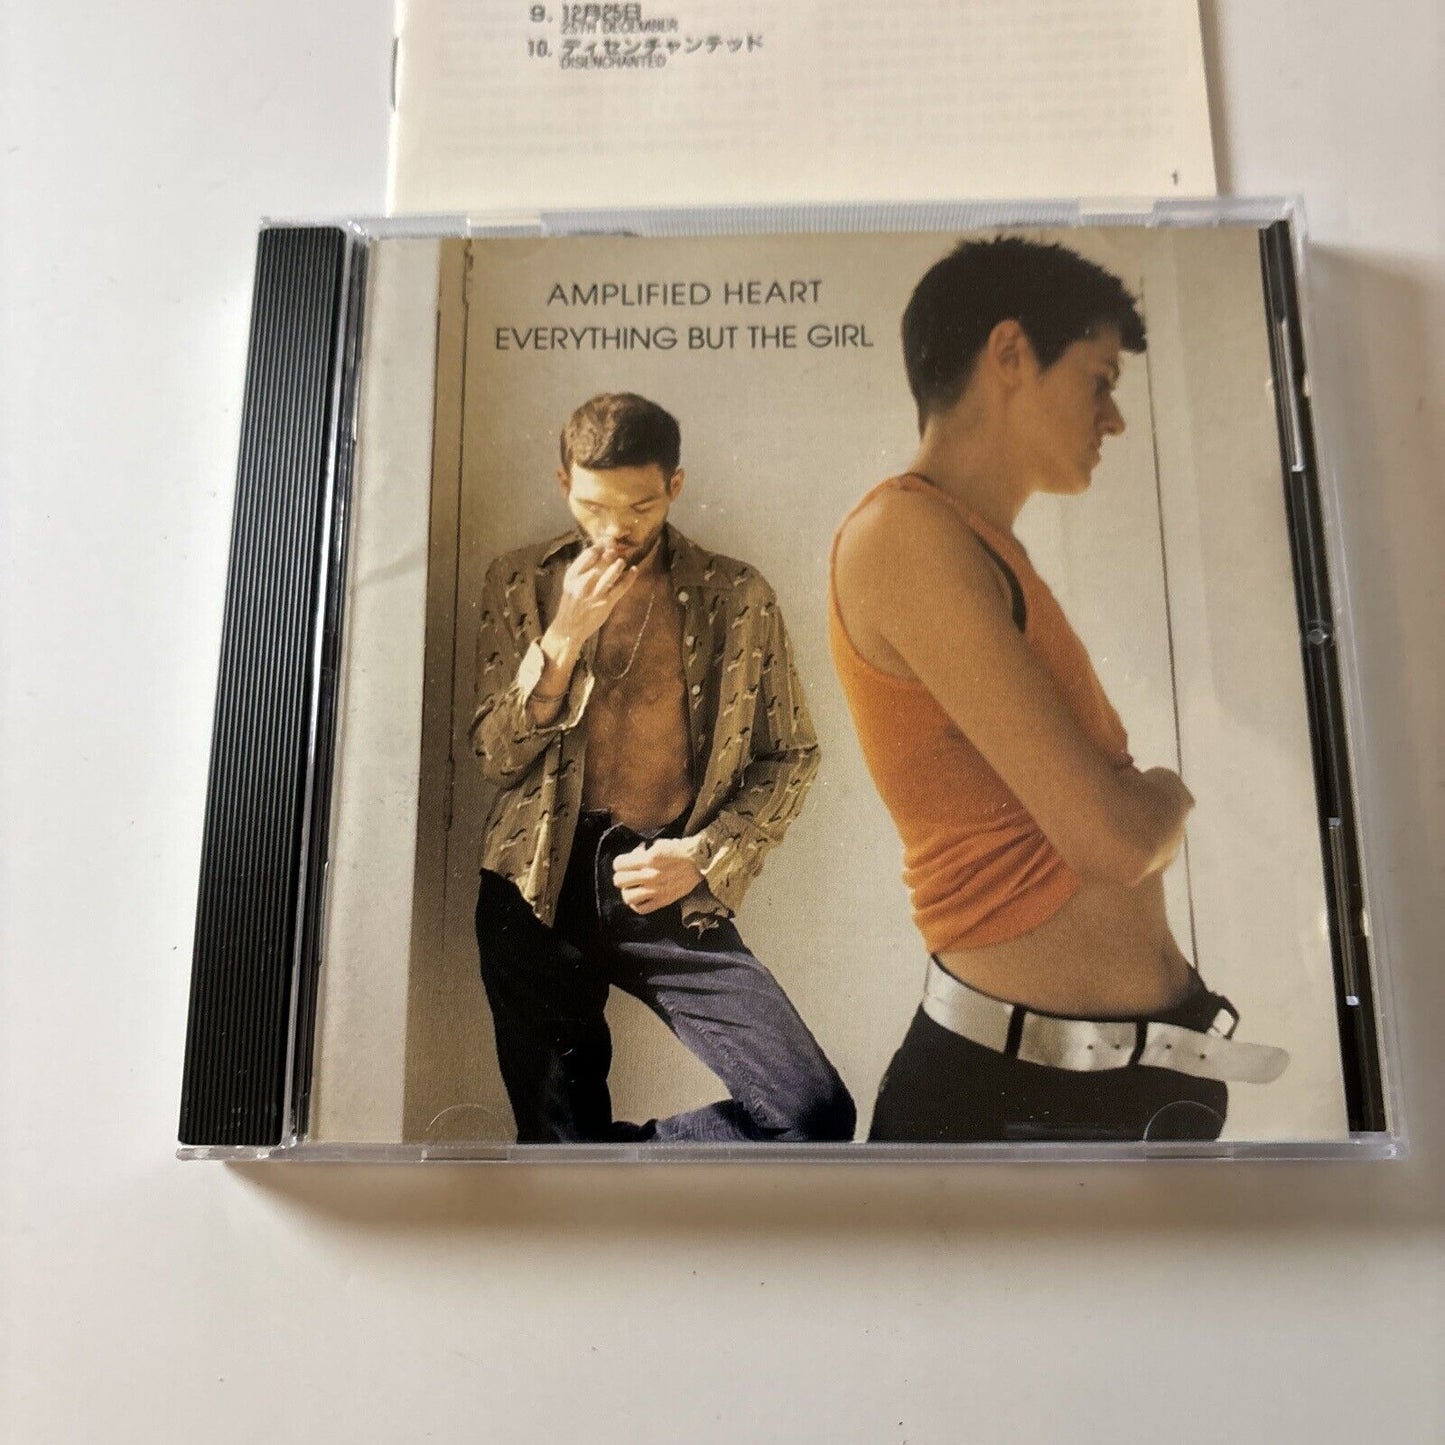 9. 12月25日
25TH DECEMBER
10. ディセンチャンテッド
DISENCHANTED
1
AMPLIFIED HEART
EVERYTHING BUT THE GIRL